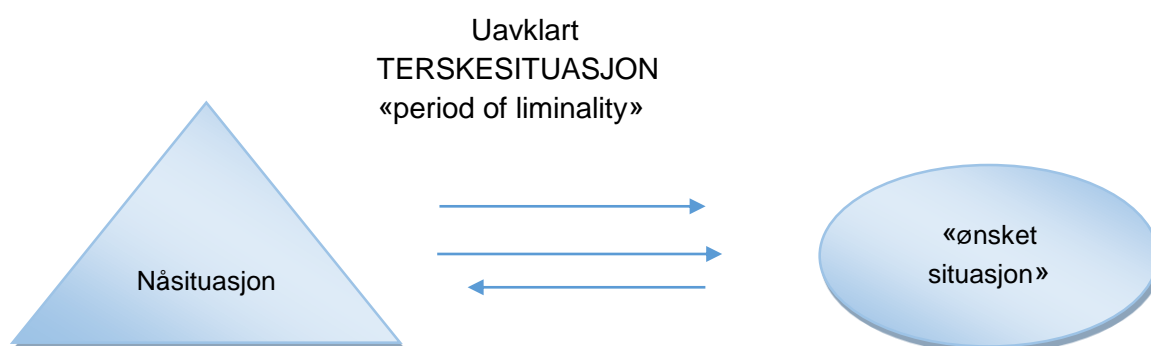 Uavklart
TERSKESITUASJON
«period of liminality»
Nåsituasjon
«ønsket
situasjon»